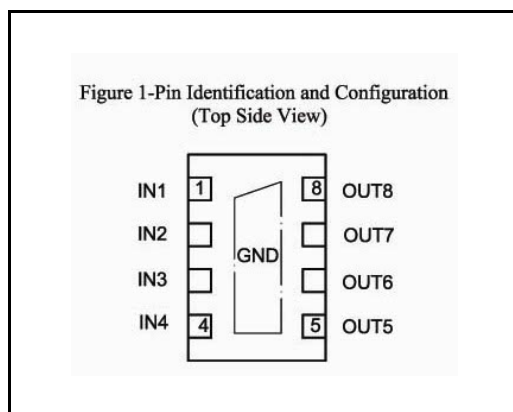 Figure 1-Pin Identification and Configuration
(Top Side View)
IN1 1 8 OUT8
IN2 OUT7
GND
IN3 OUT6
IN4 4 5 OUT5